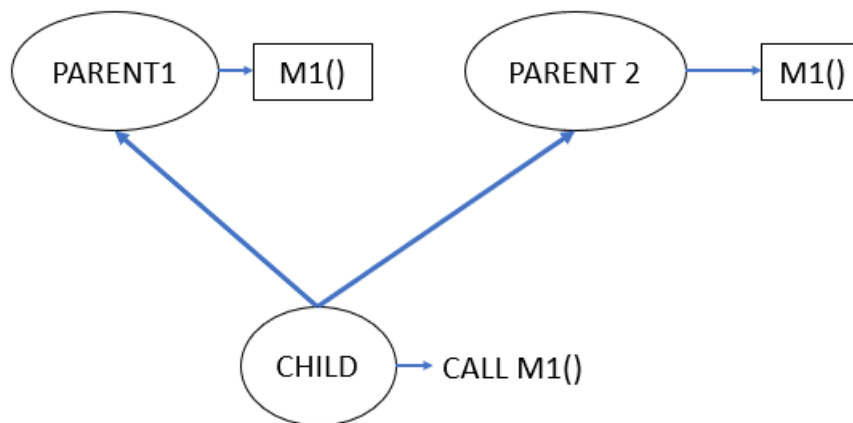 PARENT1
M1()
PARENT 2
M1()
CHILD
CALL M1()